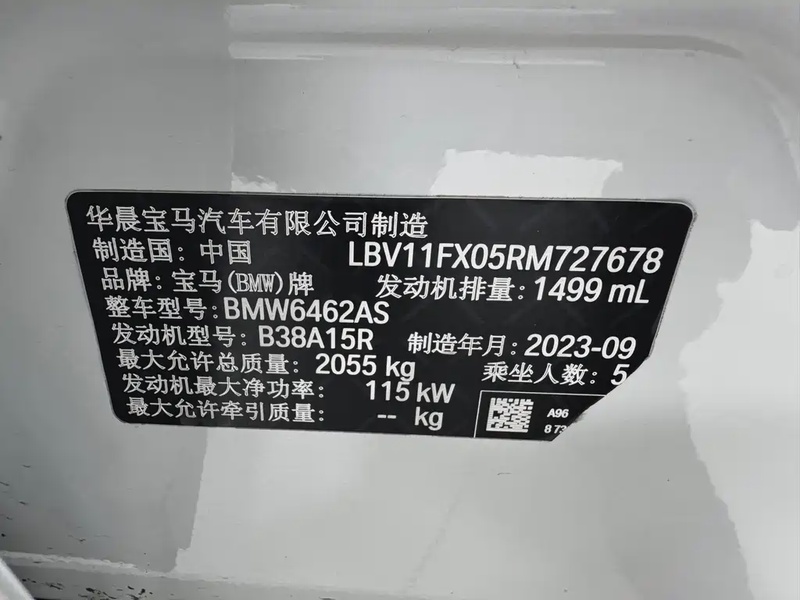 华晨宝马汽车有限公司制造
制造国: 中国 LBV11FX05RM727678
品牌: 宝马(BMW)牌 发动机排量: 1499 mL
整车型号: BMW6462AS
发动机型号: B38A15R 制造年月: 2023-09
最大允许总质量: 2055 kg 乘坐人数: 5
发动机最大净功率: 115 kW
最大允许牵引质量: -- kg
A96
8 73